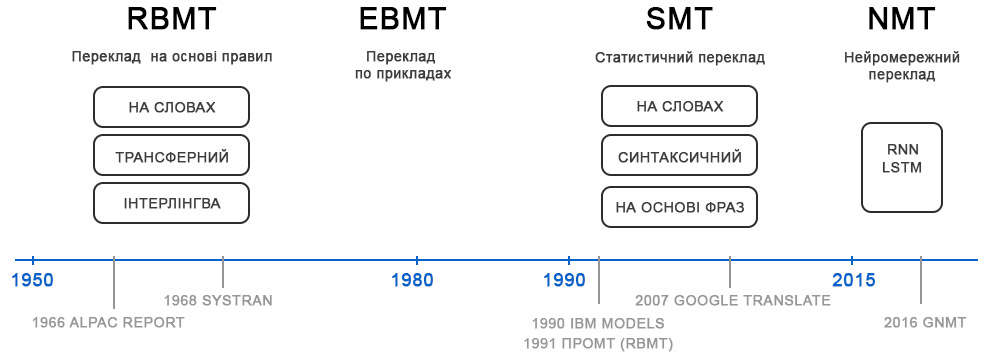 RBMT
Переклад на основі правил
НА СЛОВАХ
ТРАНСФЕРНИЙ
ІНТЕРЛІНГВА
EBMT
Переклад
по прикладах
SMT
Статистичний переклад
НА СЛОВАХ
СИНТАКСИЧНИЙ
НА ОСНОВІ ФРАЗ
NMT
Нейромережний
переклад
RNN
LSTM
1950
1980
1990
2015
1968 SYSTRAN
2007 GOOGLE TRANSLATE
1966 ALPAC REPORT
1990 IBM MODELS
2016 GNMT
1991 ПРОМТ (RBMT)